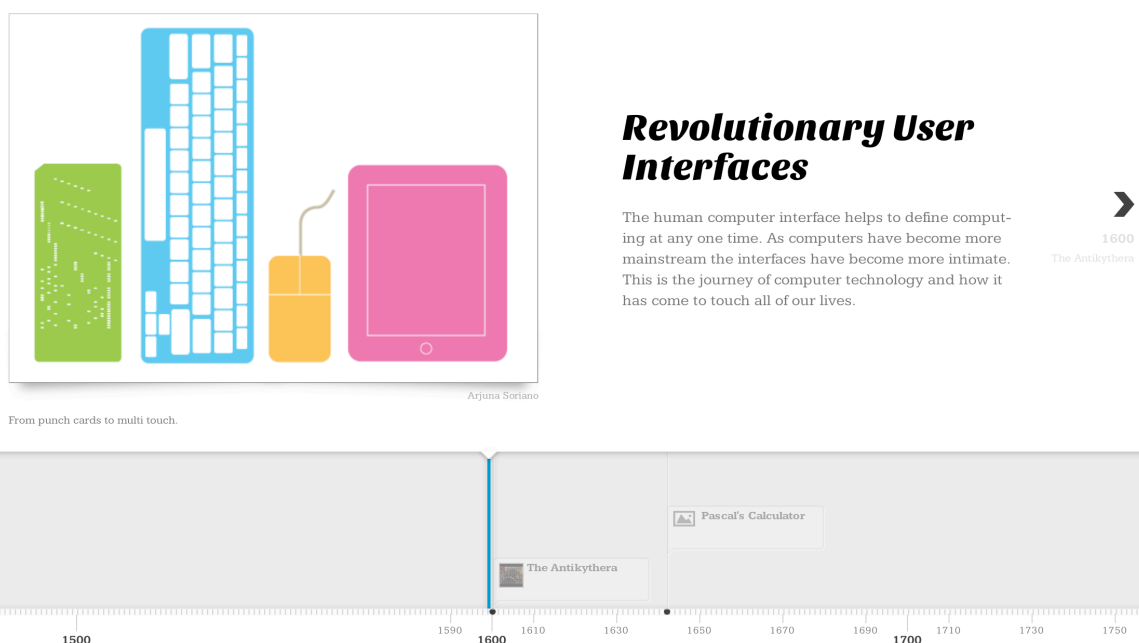 Revolutionary User
Interfaces
The human computer interface helps to define comput-
ing at any one time. As computers have become more
mainstream the interfaces have become more intimate.
This is the journey of computer technology and how it
has come to touch all of our lives.
1600
The Antikythera
Arjuna Soriano
From punch cards to multi touch.
Pascal's Calculator
The Antikythera
1500
1590
1600
1610
1630
1650
1670
1690
1700
1710
1730
1750